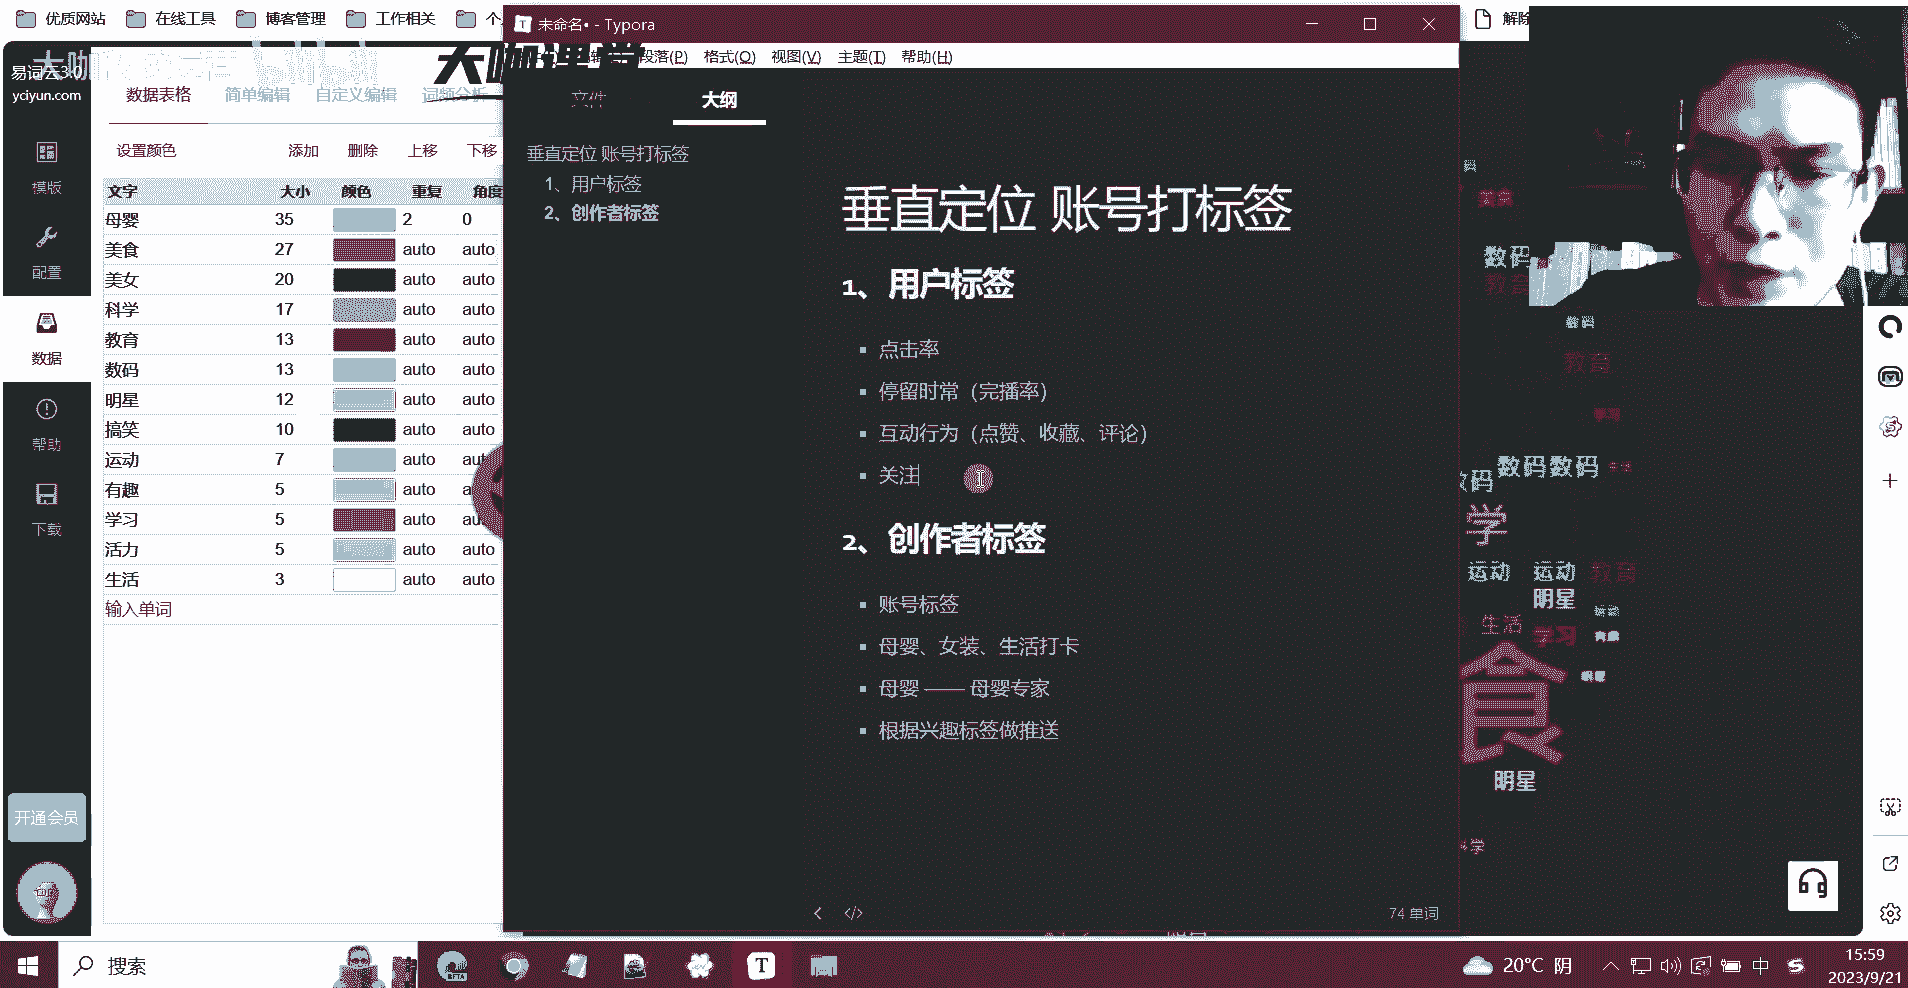 优质网站 在线工具 博客管理 工作相关
未命名• - Typora
解除
大咖课堂
易词云3.0
yciyun.com
段落(P) 格式(O) 视图(V) 主题(T) 帮助(H)
数据表格 简单编辑 自定义编辑 词频分析
文件 大纲
设置颜色 添加 删除 上移 下移
模版
配置
数据
帮助
下载
开通会员
文字 大小 颜色 重复 角度
母婴 35 2 0
美食 27 auto auto
美女 20 auto auto
科学 17 auto auto
教育 13 auto auto
数码 13 auto auto
明星 12 auto auto
搞笑 10 auto auto
运动 7 auto auto
有趣 5 auto
学习 5 auto
活力 5 auto auto
生活 3 auto auto
输入单词
垂直定位 账号打标签
1、用户标签
2、创作者标签
垂直定位 账号打标签
1、用户标签
点击率
停留时常（完播率）
互动行为（点赞、收藏、评论）
关注
2、创作者标签
账号标签
母婴、女装、生活打卡
母婴 —— 母婴专家
根据兴趣标签做推送
</> 74 单词
数码
教育
数码
教育
数码 数码
学
运动 运动 教育
明星
生活 学习
食
明星
搜索
T
20°C 阴
中
15:59
2023/9/21